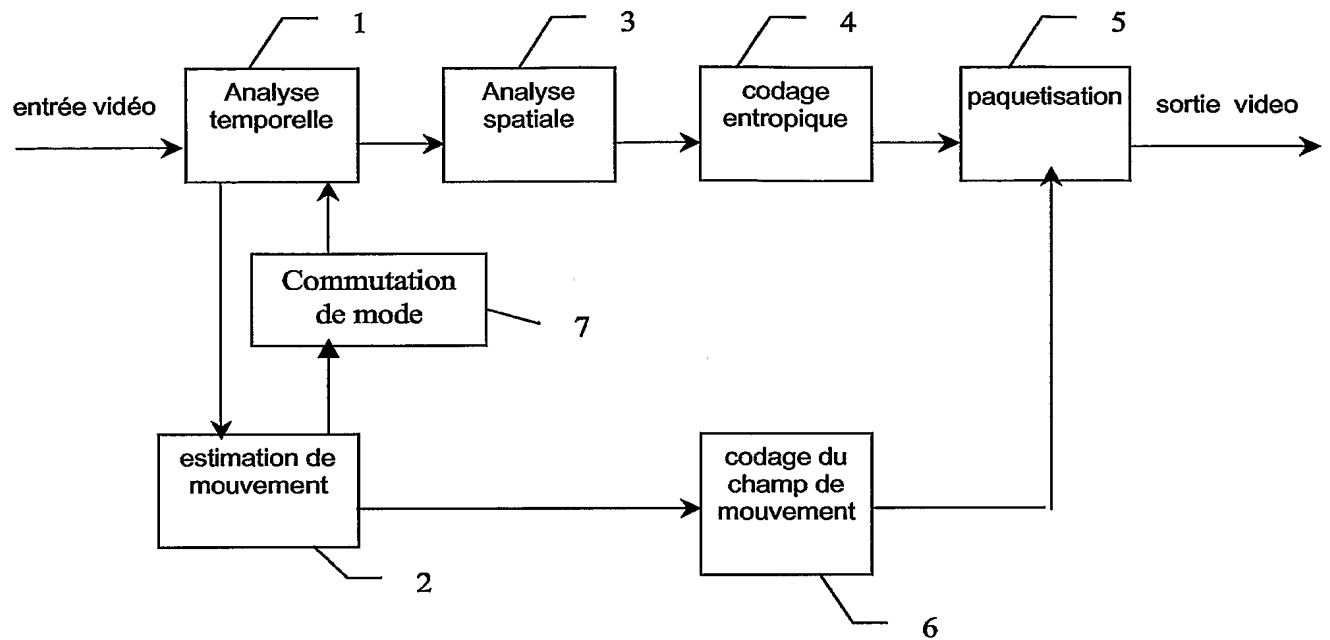 1
3
4
5
entrée vidéo
Analyse
temporelle
Analyse
spatiale
codage
entropique
paquetisation
sortie video
Commutation
de mode
7
estimation de
mouvement
codage du
champ de
mouvement
2
6